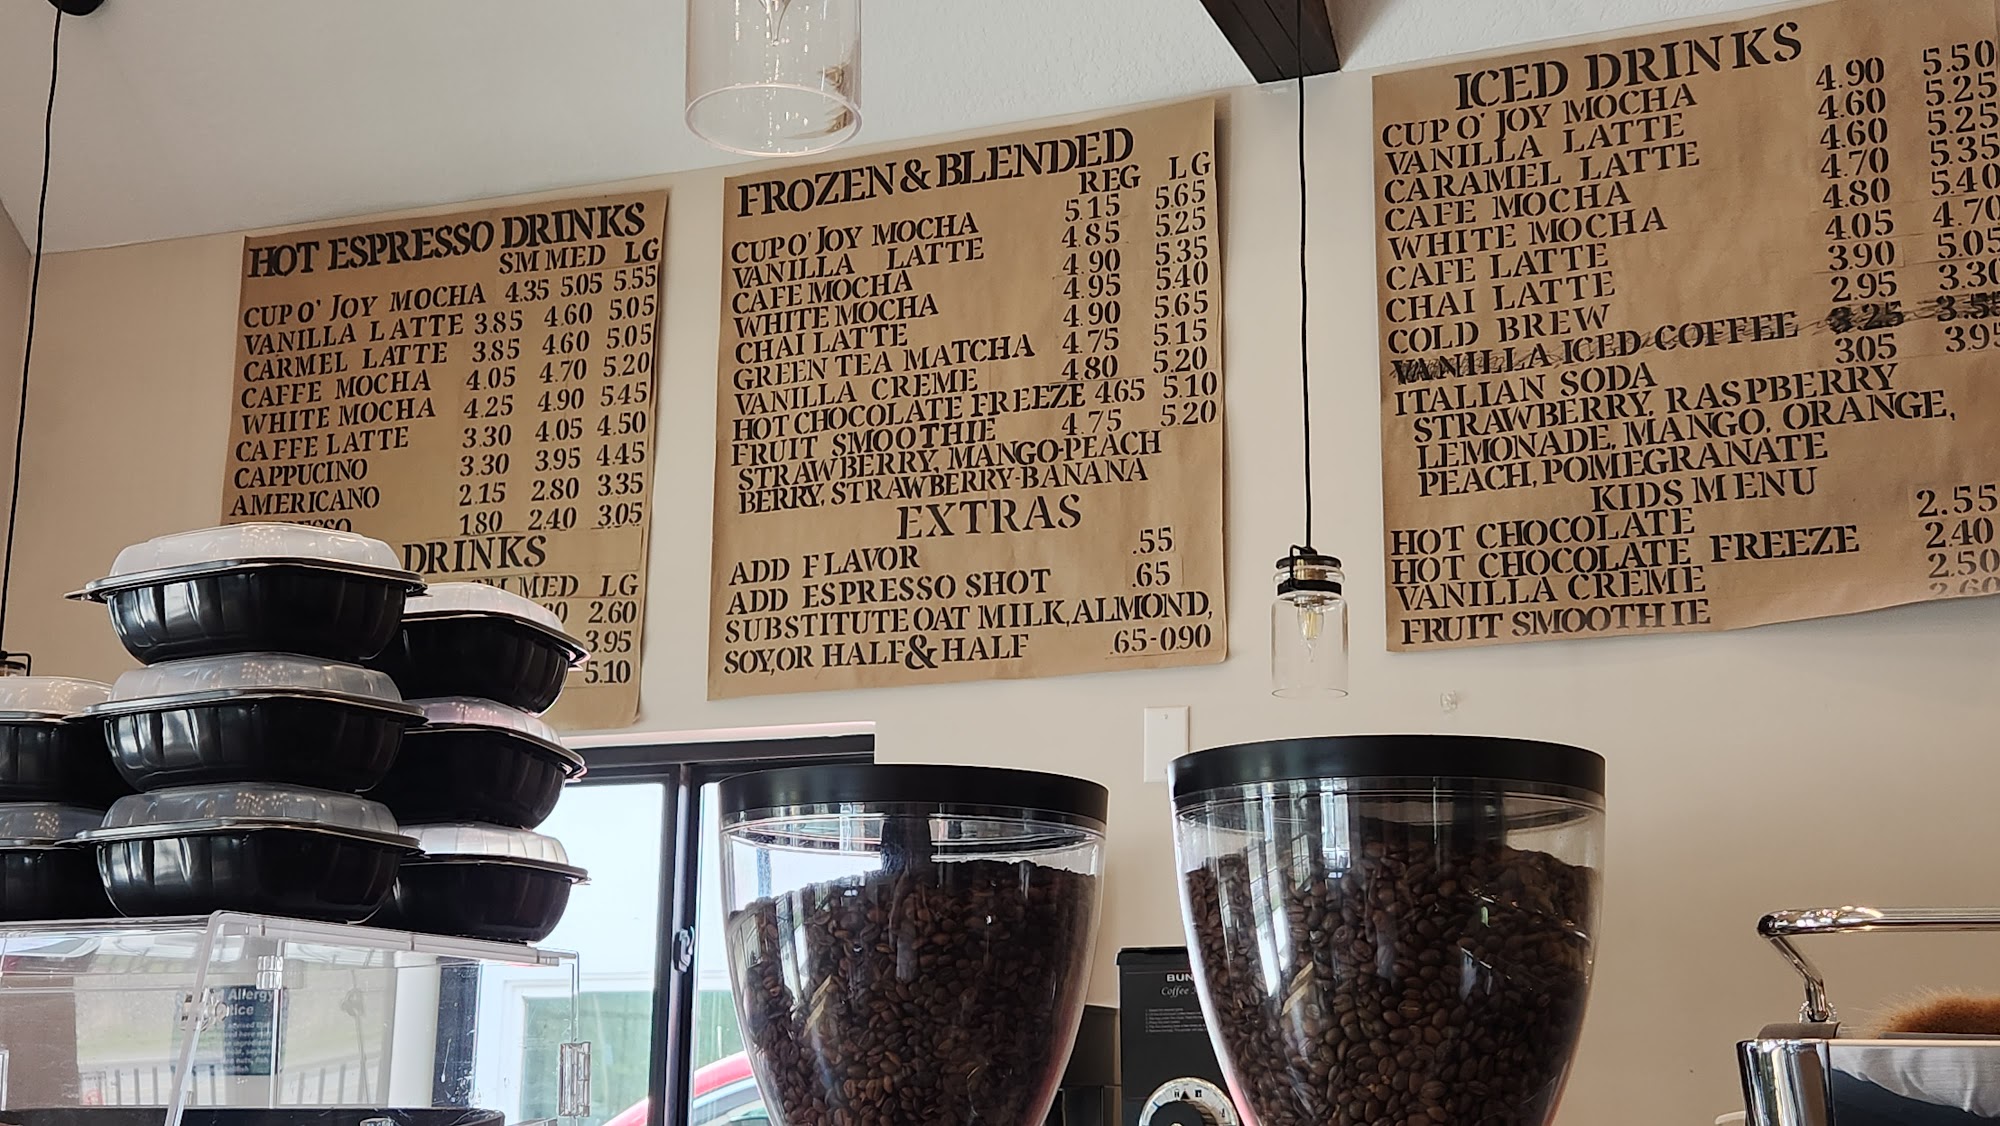 HOT ESPRESSO DRINKS
SM MED LG
CUP O' JOY MOCHA 4.35 5.05 5.55
VANILLA LATTE 3.85 4.60 5.05
CARMEL LATTE 3.85 4.60 5.05
CAFFE MOCHA 4.05 4.70 5.20
WHITE MOCHA 4.25 4.90 5.45
CAFFE LATTE 3.30 4.05 4.50
CAPPUCINO 3.30 3.95 4.45
AMERICANO 2.15 2.80 3.35
1.80 2.40 3.05
DRINKS
SM MED LG
2.60
3.95
5.10
FROZEN & BLENDED
REG LG
CUP O' JOY MOCHA 5.15 5.65
VANILLA LATTE 4.85 5.25
CAFE MOCHA 4.90 5.35
WHITE MOCHA 4.95 5.40
CHAI LATTE 4.90 5.65
GREEN TEA MATCHA 4.75 5.15
VANILLA CREME 4.80 5.20
HOT CHOCOLATE FREEZE 4.65 5.10
FRUIT SMOOTHIE 4.75 5.20
STRAWBERRY, MANGO-PEACH
BERRY, STRAWBERRY-BANANA
EXTRAS
ADD FLAVOR .55
ADD ESPRESSO SHOT .65
SUBSTITUTE OAT MILK, ALMOND,
SOY, OR HALF & HALF .65-0.90
ICED DRINKS
CUP O' JOY MOCHA 4.90 5.50
VANILLA LATTE 4.60 5.25
CARAMEL LATTE 4.60 5.25
CAFE MOCHA 4.70 5.35
WHITE MOCHA 4.80 5.40
CAFE LATTE 4.05 4.70
CHAI LATTE 3.90 5.05
COLD BREW 2.95 3.30
VANILLA ICED COFFEE 3.25 3.55
ITALIAN SODA 3.05 3.95
STRAWBERRY, RASPBERRY
LEMONADE, MANGO, ORANGE,
PEACH, POMEGRANATE
KIDS MENU
HOT CHOCOLATE 2.55
HOT CHOCOLATE FREEZE 2.40
VANILLA CREME 2.50
FRUIT SMOOTHIE 2.60
Allergy
BUN
Coffee